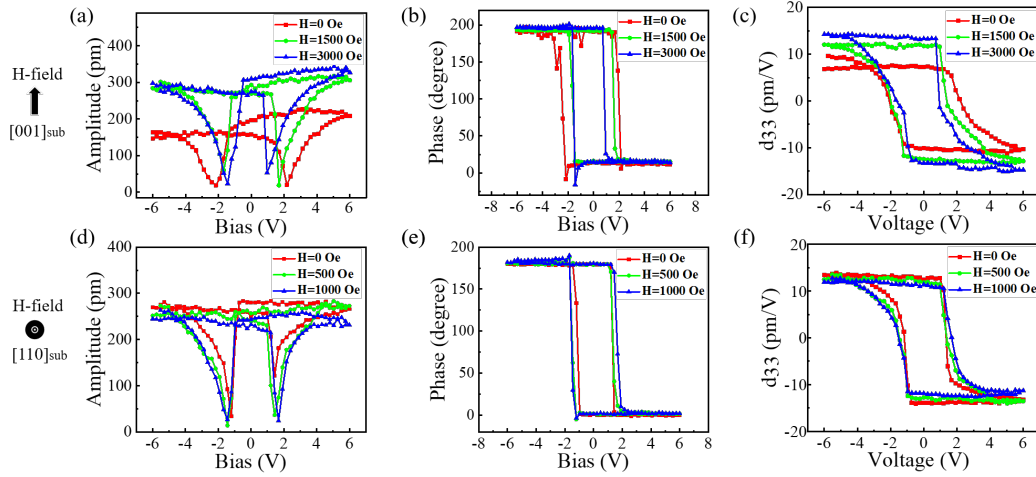 (a)
400
300
200
100
0
Amplitude (pm)
H=0 Oe
H=1500 Oe
H=3000 Oe
-6 -4 -2 0 2 4 6
Bias (V)
(b)
200
150
100
50
0
Phase (degree)
H=0 Oe
H=1500 Oe
H=3000 Oe
-8 -6 -4 -2 0 2 4 6 8
Bias (V)
(c)
20
10
0
-10
-20
d33 (pm/V)
H=0 Oe
H=1500 Oe
H=3000 Oe
-6 -4 -2 0 2 4 6
Voltage (V)
H-field
[001]sub
(d)
400
300
200
100
0
Amplitude (pm)
H=0 Oe
H=500 Oe
H=1000 Oe
-6 -4 -2 0 2 4 6
Bias (V)
(e)
200
150
100
50
0
Phase (degree)
H=0 Oe
H=500 Oe
H=1000 Oe
-8 -6 -4 -2 0 2 4 6 8
Bias (V)
(f)
20
10
0
-10
-20
d33 (pm/V)
H=0 Oe
H=500 Oe
H=1000 Oe
-6 -4 -2 0 2 4 6
Voltage (V)
H-field
[110]sub